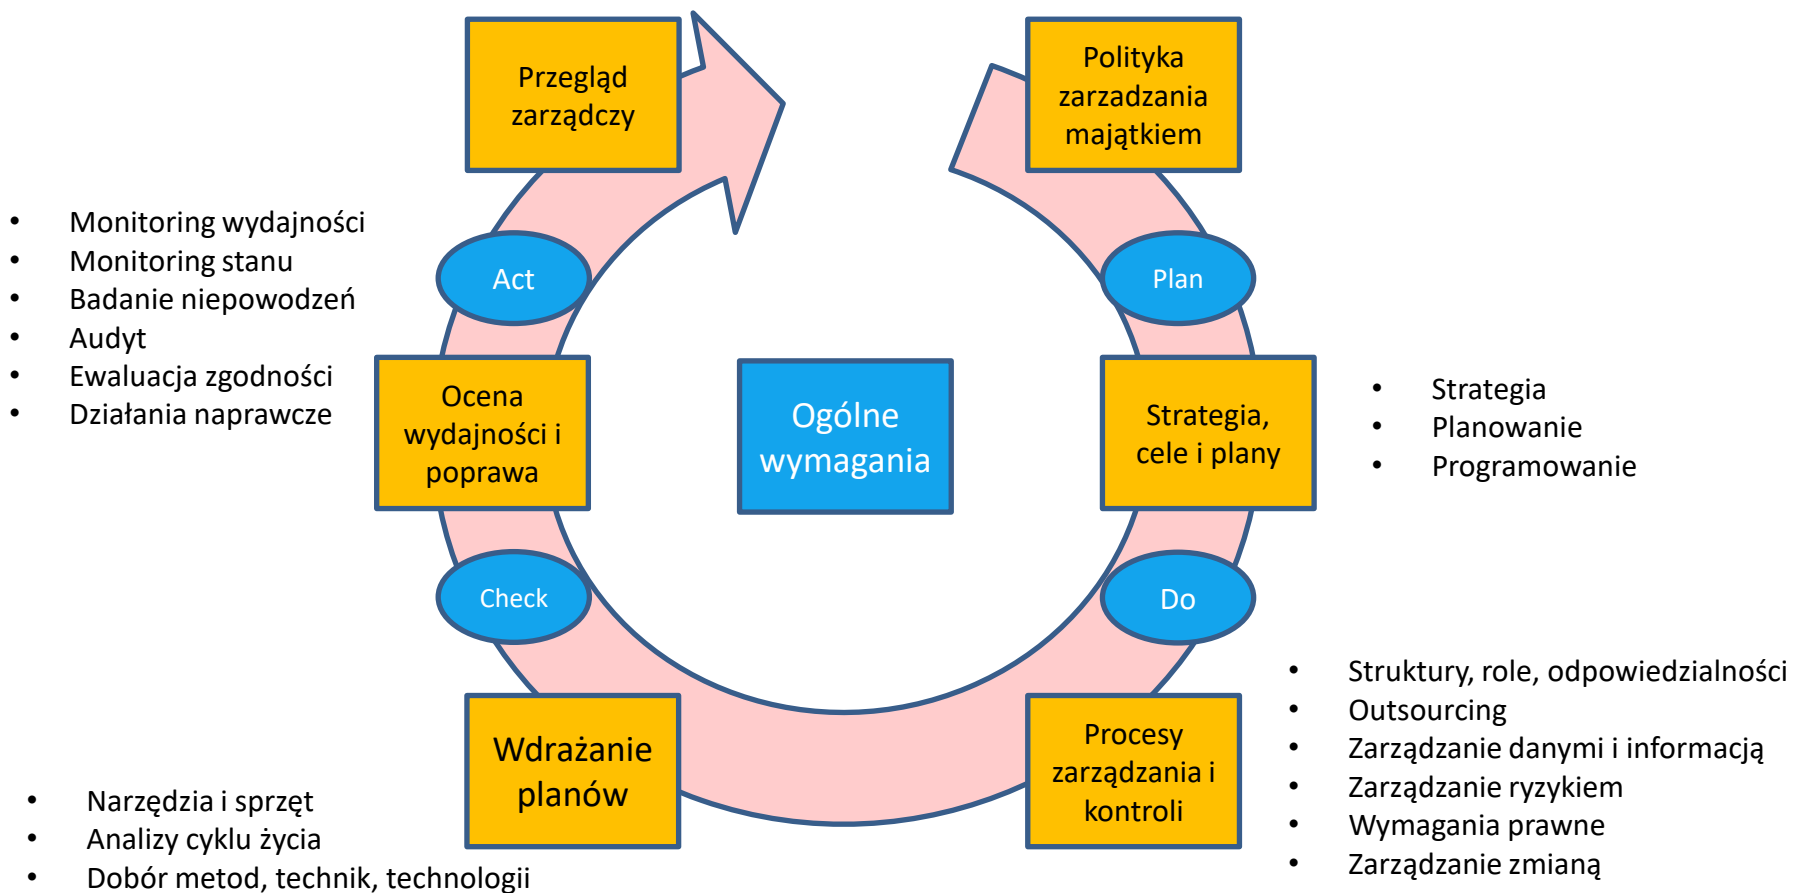 Przegląd
zarządczy
Polityka
zarzadzania
majątkiem
• Monitoring wydajności
• Monitoring stanu
• Badanie niepowodzeń
• Audyt
• Ewaluacja zgodności
• Działania naprawcze
Act
Plan
Ocena
wydajności i
poprawa
Ogólne
wymagania
Strategia,
cele i plany
• Strategia
• Planowanie
• Programowanie
Check
Do
Wdrażanie
planów
Procesy
zarządzania i
kontroli
• Struktury, role, odpowiedzialności
• Outsourcing
• Zarządzanie danymi i informacją
• Zarządzanie ryzykiem
• Wymagania prawne
• Zarządzanie zmianą
• Narzędzia i sprzęt
• Analizy cyklu życia
• Dobór metod, technik, technologii